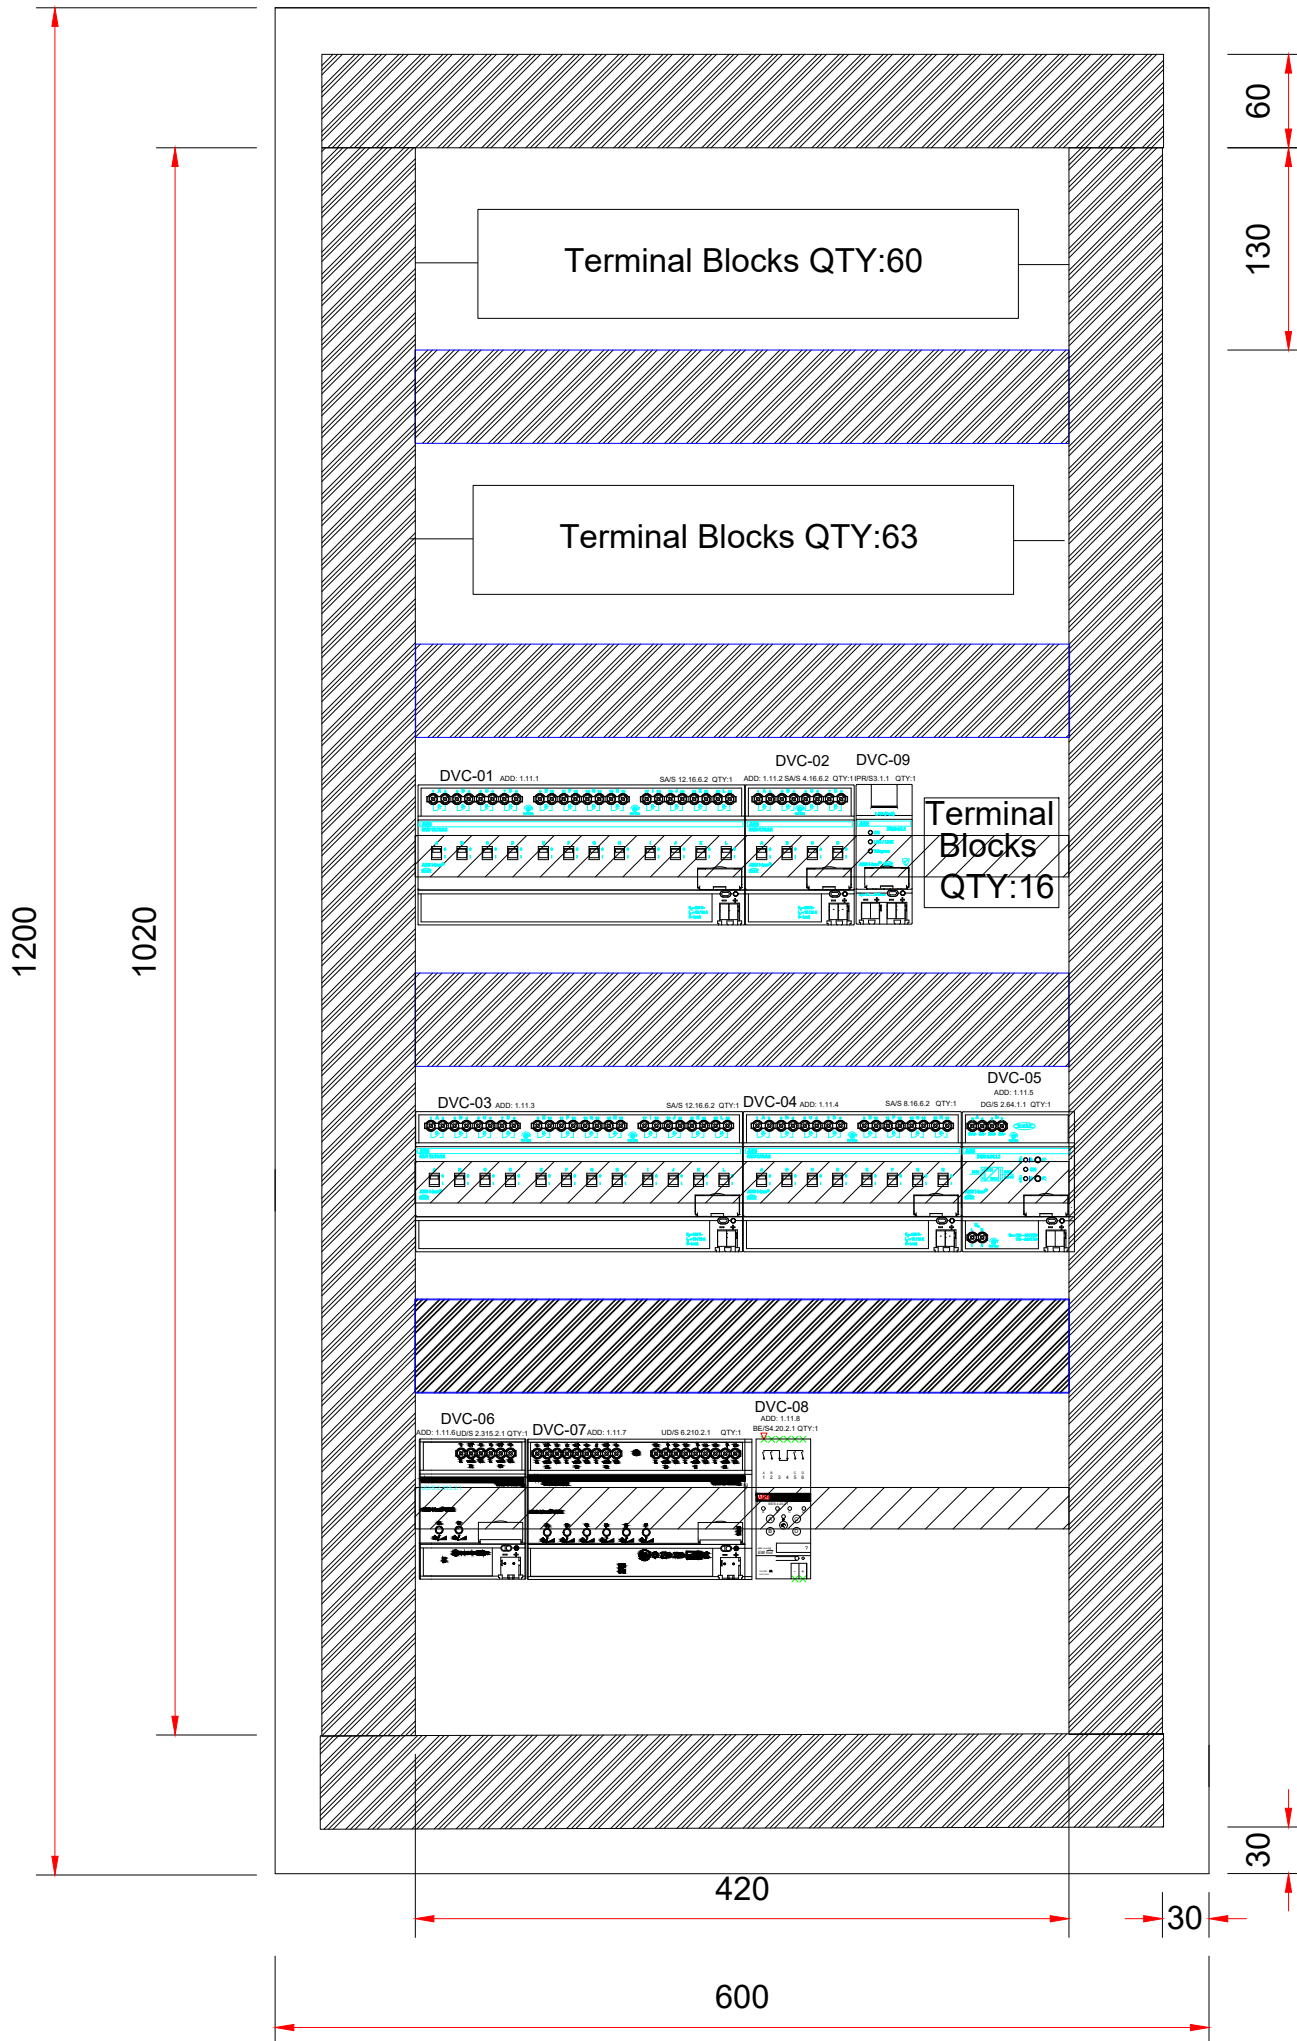 60
130
Terminal Blocks QTY:60
Terminal Blocks QTY:63
DVC-01 ADD: 1.11.1 SA/S 12.16.6.2 QTY:1
DVC-02
ADD: 1.11.2 SA/S 4.16.6.2 QTY:1
DVC-09
IPR/S3.1.1 QTY:1
Terminal
Blocks
QTY:16
1200
1020
DVC-03 ADD: 1.11.3 SA/S 12.16.6.2 QTY:1
DVC-04 ADD: 1.11.4 SA/S 8.16.6.2 QTY:1
DVC-05
ADD: 1.11.5
DG/S 2.64.1.1 QTY:1
DVC-06
ADD: 1.11.6 UD/S 2.315.2.1 QTY:1
DVC-07 ADD: 1.11.7 UD/S 6.210.2.1 QTY:1
DVC-08
ADD: 1.11.8
BE/S4.20.2.1 QTY:1
30
420
30
600